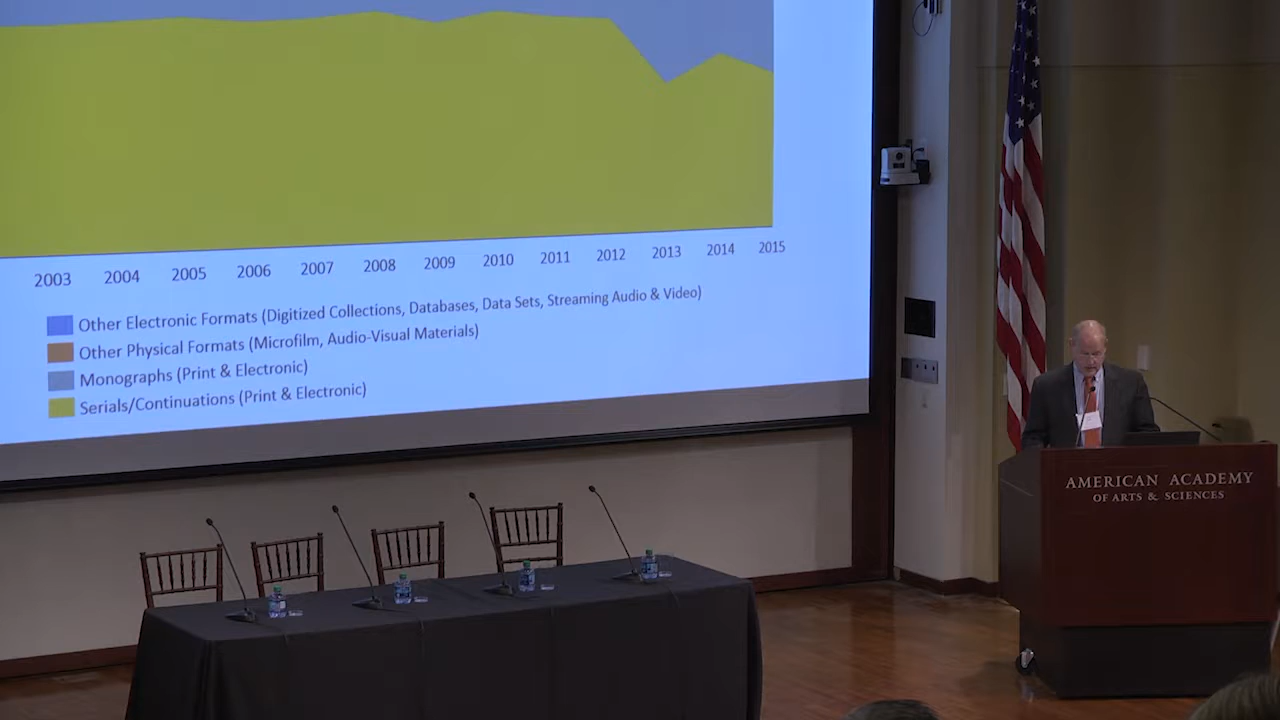 2003 2004 2005 2006 2007 2008 2009 2010 2011 2012 2013 2014 2015
Other Electronic Formats (Digitized Collections, Databases, Data Sets, Streaming Audio & Video)
Other Physical Formats (Microfilm, Audio-Visual Materials)
Monographs (Print & Electronic)
Serials/Continuations (Print & Electronic)
AMERICAN ACADEMY
OF ARTS & SCIENCES